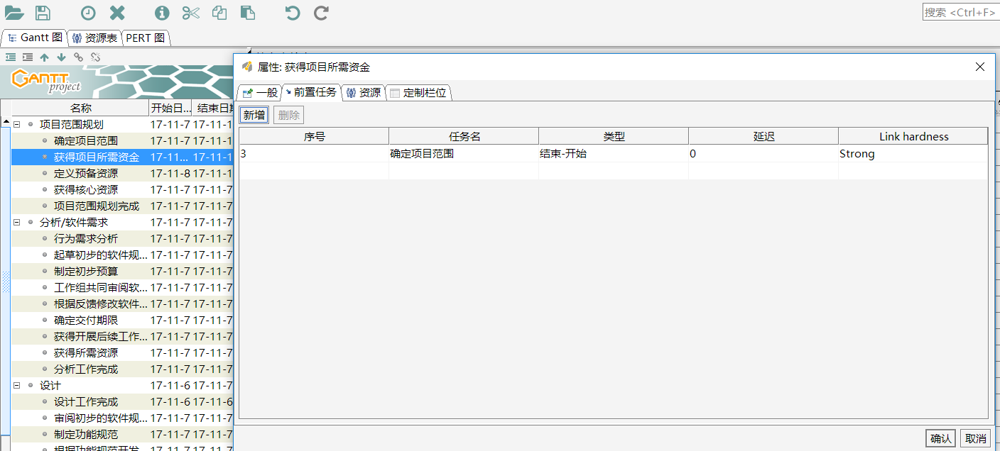 搜索 <Ctrl+F>
Gantt 图 资源表 PERT 图
GANTT project
名称 开始日... 结束日期
项目范围规划 17-11-7 17-11-1
确定项目范围 17-11-7 17-11-1
获得项目所需资金 17-11... 17-11-1
定义预备资源 17-11-8 17-11-1
获得核心资源 17-11-7 17-11-7
项目范围规划完成 17-11-7 17-11-7
分析/软件需求 17-11-7 17-11-7
行为需求分析 17-11-7 17-11-7
起草初步的软件规... 17-11-7 17-11-7
制定初步预算 17-11-7 17-11-7
工作组共同审阅软... 17-11-7 17-11-7
根据反馈修改软件... 17-11-7 17-11-7
确定交付期限 17-11-7 17-11-7
获得开展后续工作... 17-11-7 17-11-7
获得所需资源 17-11-7 17-11-7
分析工作完成 17-11-7 17-11-7
设计 17-11-6 17-11-7
设计工作完成 17-11-6 17-11-6
审阅初步的软件规... 17-11-7 17-11-7
制定功能规范 17-11-7 17-11-7
根据功能规范开发 17-11-7 17-11-7
属性: 获得项目所需资金
一般 前置任务 资源 定制栏位
新增 删除
序号 任务名 类型 延迟 Link hardness
3 确定项目范围 结束-开始 0 Strong
确认 取消